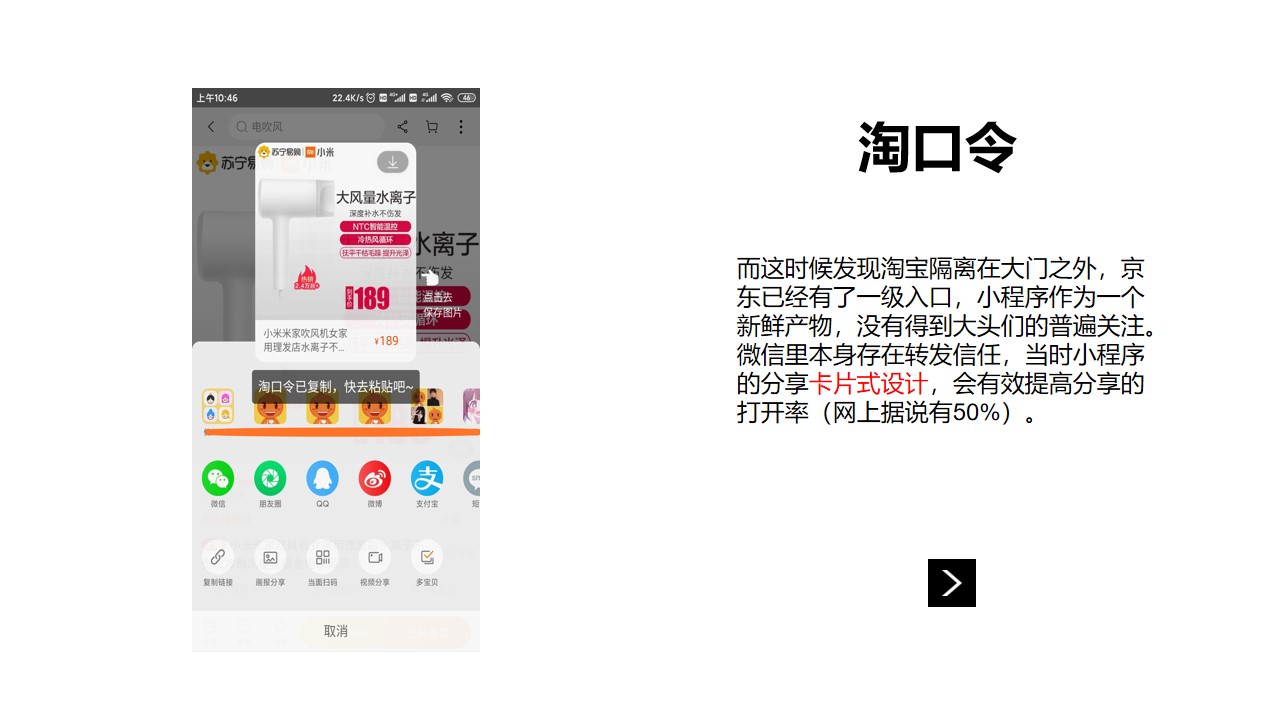 上午10:46
22.4K/s
46
电吹风
苏宁易购
小米
大风量水离子
深度补水不伤发
NTC智能温控
冷热风循环
抚平干枯毛躁 提升光泽
热销
2.4万台+
到手价
189
小米米家吹风机女家
用理发店水离子不...
¥189
苏宁易
水离子
点击去
保存图片
淘口令已复制，快去粘贴吧~
微信
朋友圈
QQ
微博
支付宝
短
复制链接
画报分享
当面扫码
视频分享
多宝贝
取消
淘口令
而这时候发现淘宝隔离在大门之外，京
东已经有了一级入口，小程序作为一个
新鲜产物，没有得到大头们的普遍关注。
微信里本身存在转发信任，当时小程序
的分享卡片式设计，会有效提高分享的
打开率（网上据说有50%）。